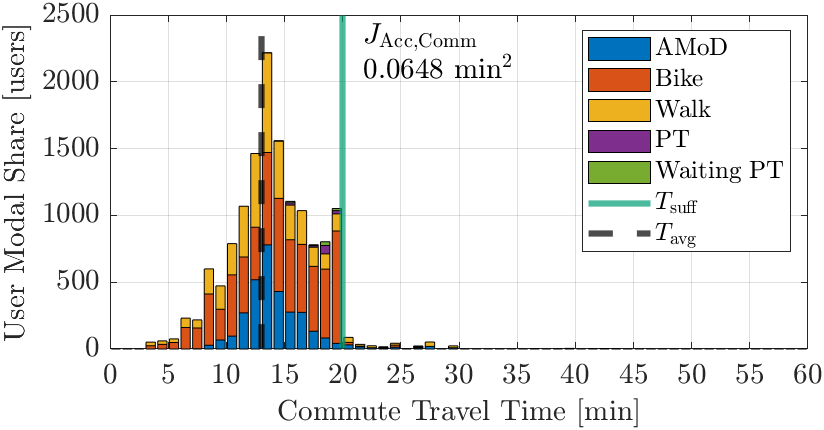 2500
2000
1500
1000
500
0
User Modal Share [users]
0 5 10 15 20 25 30 35 40 45 50 55 60
Commute Travel Time [min]
J_Acc,Comm
0.0648 min²
AMoD
Bike
Walk
PT
Waiting PT
T_suff
T_avg